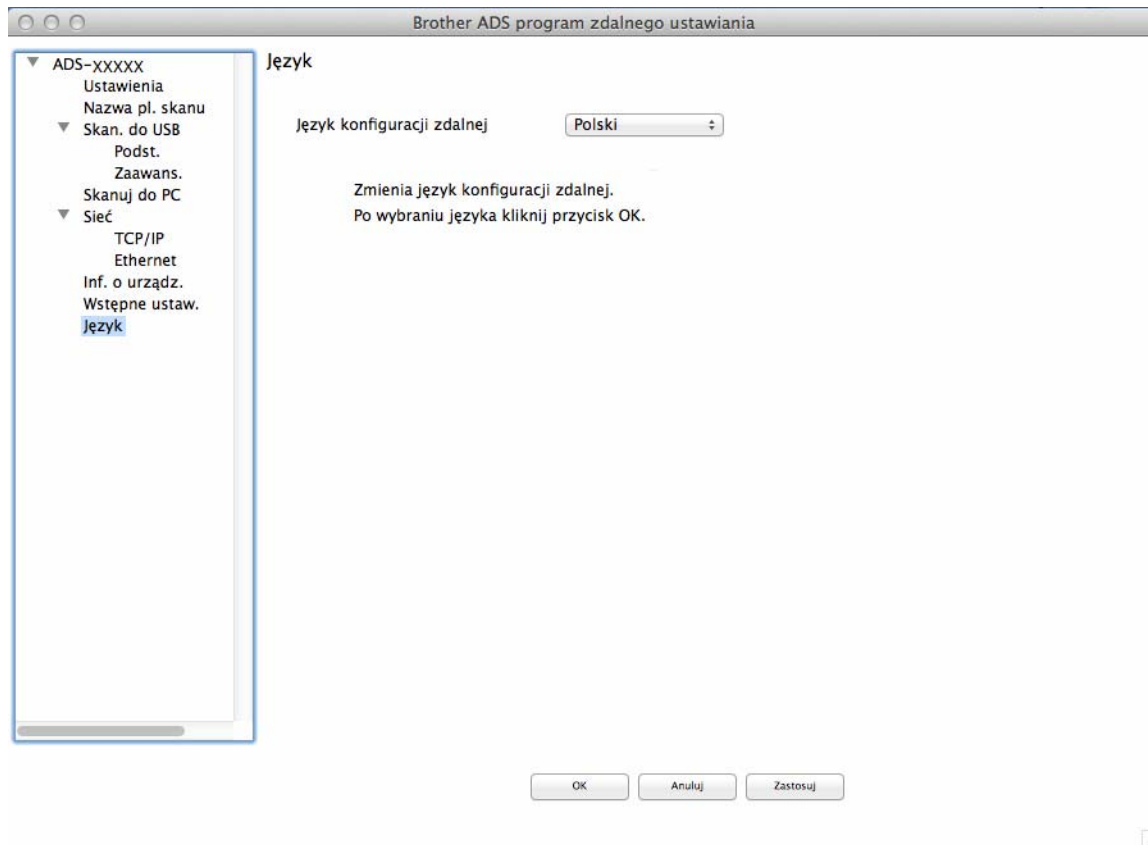 Brother ADS program zdalnego ustawiania
ADS-XXXXX
Ustawienia
Nazwa pl. skanu
Skan. do USB
Podst.
Zaawans.
Skanuj do PC
Sieć
TCP/IP
Ethernet
Inf. o urządz.
Wstępne ustaw.
Język
Język
Język konfiguracji zdalnej Polski
Zmienia język konfiguracji zdalnej.
Po wybraniu języka kliknij przycisk OK.
OK Anuluj Zastosuj